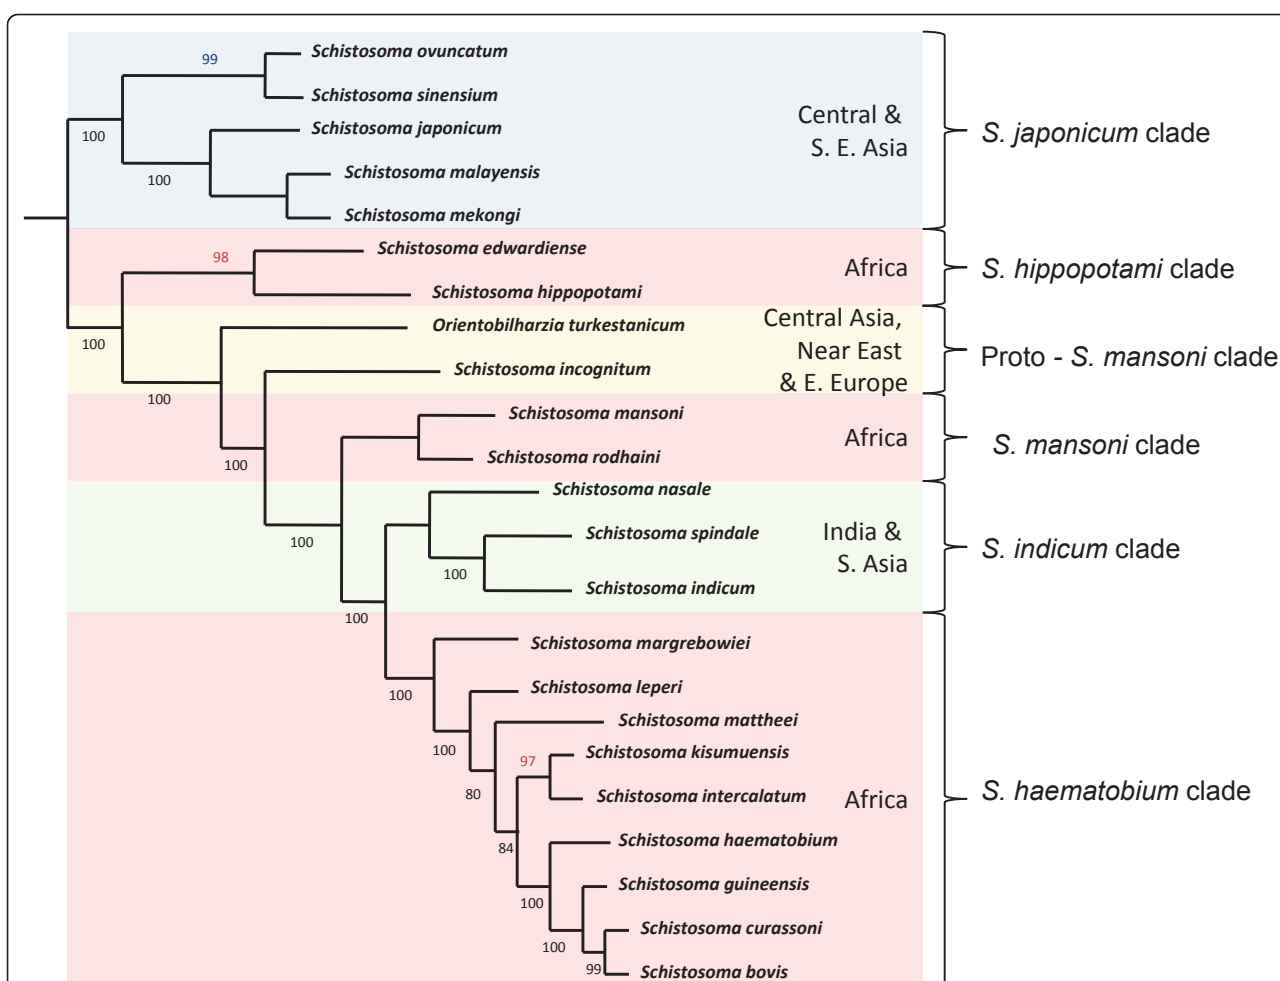 99
Schistosoma ovuncatum
Schistosoma sinensium
100
Schistosoma japonicum
Central &
S. E. Asia
S. japonicum clade
100
Schistosoma malayensis
Schistosoma mekongi
98
Schistosoma edwardiense
Africa
S. hippopotami clade
Schistosoma hippopotami
100
Orientobilharzia turkestanicum
Central Asia,
Near East
& E. Europe
Proto - S. mansoni clade
100
Schistosoma incognitum
Schistosoma mansoni
Africa
S. mansoni clade
100
Schistosoma rodhaini
Schistosoma nasale
100
Schistosoma spindale
India &
S. Asia
S. indicum clade
100
Schistosoma indicum
100
Schistosoma margrebowiei
100
Schistosoma leperi
100
Schistosoma mattheei
97
Schistosoma kisumuensis
80
Schistosoma intercalatum
Africa
S. haematobium clade
84
Schistosoma haematobium
100
Schistosoma guineensis
100
Schistosoma curassoni
99
Schistosoma bovis